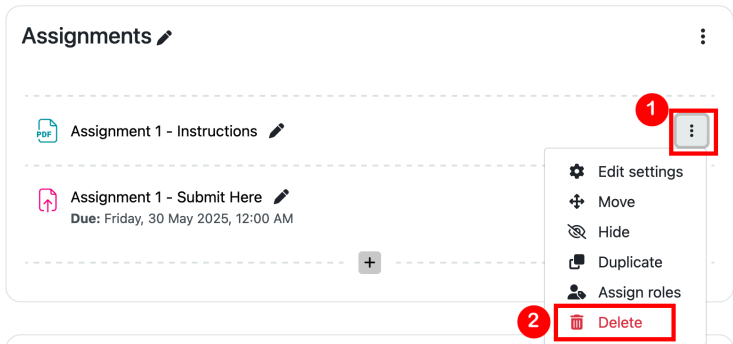 Assignments
1
PDF
Assignment 1 - Instructions
Edit settings
Assignment 1 - Submit Here
Move
Due: Friday, 30 May 2025, 12:00 AM
Hide
Duplicate
Assign roles
2
Delete